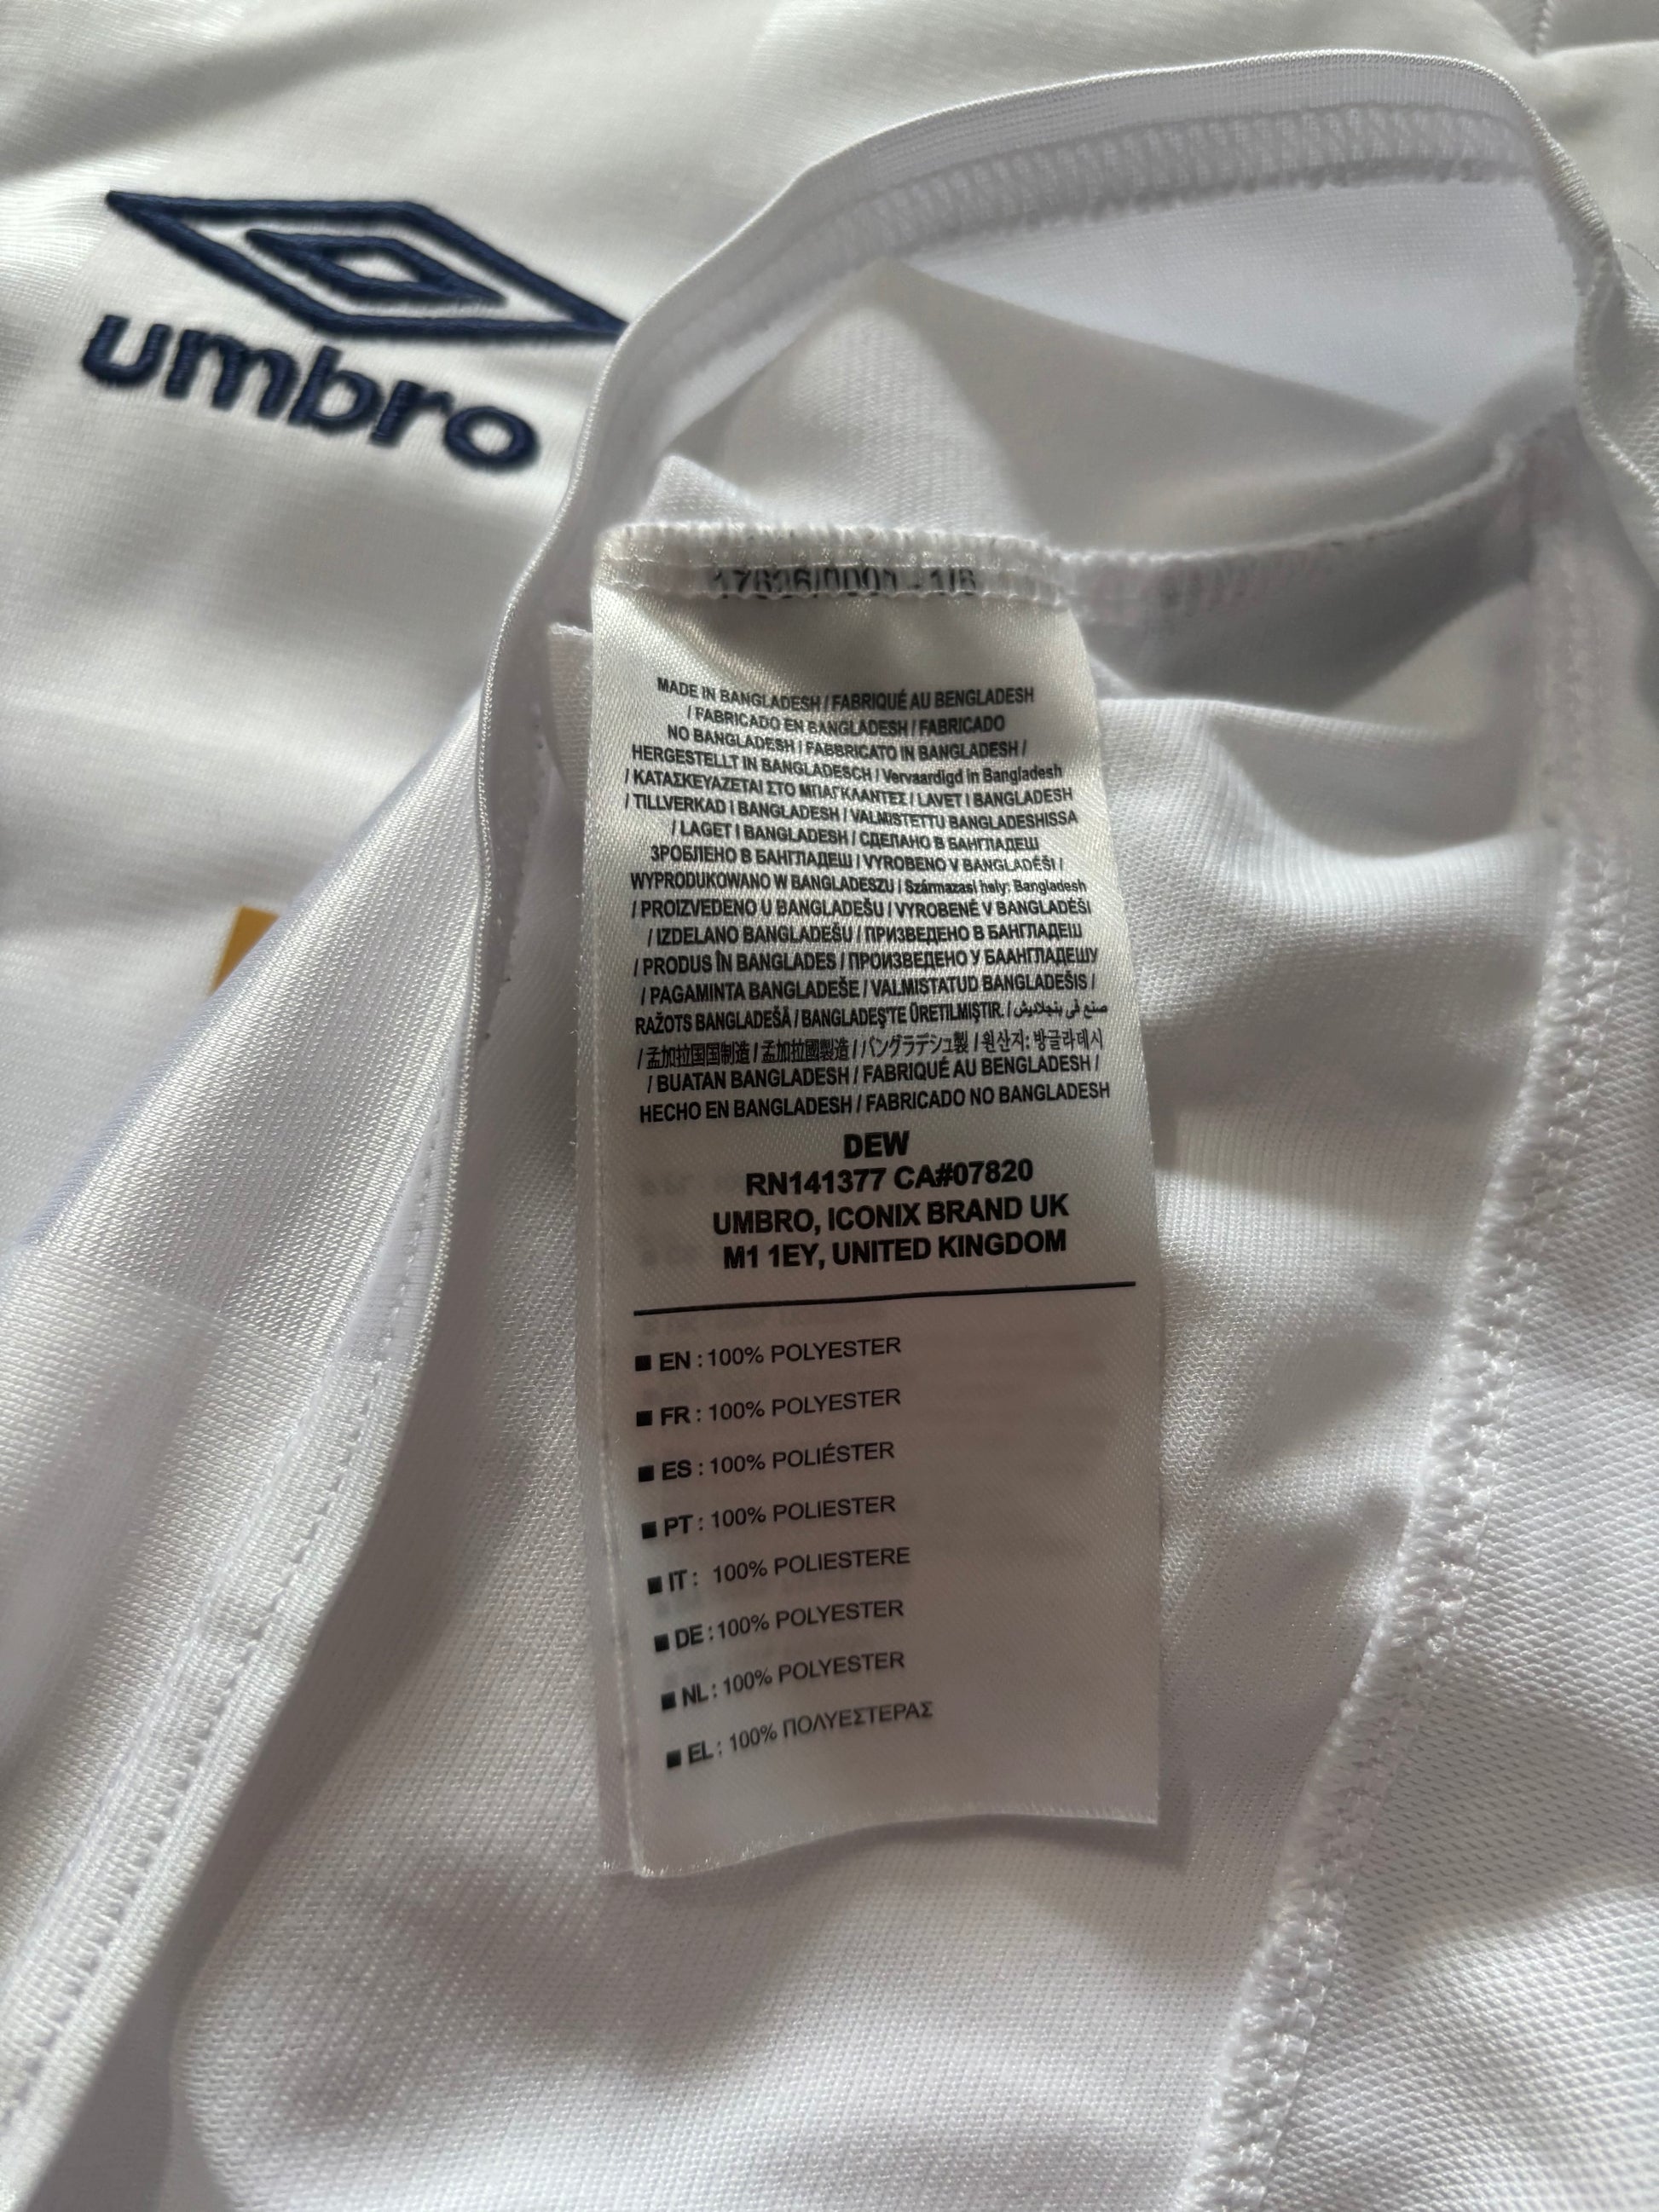 umbro
MADE IN BANGLADESH / FABRIQUÉ AU BENGLADESH
/ FABRICADO EN BANGLADESH / FABRICADO
NO BANGLADESH / FABBRICATO IN BANGLADESH /
HERGESTELLT IN BANGLADESCH / Vervaardigd in Bangladesh
/ ΚΑΤΑΣΚΕΥΑΖΕΤΑΙ ΣΤΟ ΜΠΑΓΚΛΑΝΤΕΣ / LAVET I BANGLADESH
/ TILLVERKAD I BANGLADESH / VALMISTETTU BANGLADESHISSA
/ LAGET I BANGLADESH / СДЕЛАНО В БАНГЛАДЕШ
ЗРОБЛЕНО В БАНГЛАДЕШ / VYROBENO V BANGLADÉŠI /
WYPRODUKOWANO W BANGLADESZU / Származasi hely: Bangladesh
/ PROIZVEDENO U BANGLADEŠU / VYROBENÉ V BANGLADÉŠI
/ IZDELANO BANGLADEŠU / ПРИЗВЕДЕНО В БАНГЛАДЕШ
/ PRODUS ÎN BANGLADES / ПРОИЗВЕДЕНО У БААНГЛАДЕШУ
/ PAGAMINTA BANGLADEŠE / VALMISTATUD BANGLADEŠIS /
RAŽOTS BANGLADEŠĀ / BANGLADEŞ'TE ÜRETILMIŞTIR. / صنع في بنجلاديش
/ 孟加拉国国制造 / 孟加拉國製造 / バングラデシュ製 / 원산지: 방글라데시
/ BUATAN BANGLADESH / FABRIQUÉ AU BENGLADESH /
HECHO EN BANGLADESH / FABRICADO NO BANGLADESH
DEW
RN141377 CA#07820
UMBRO, ICONIX BRAND UK
M1 1EY, UNITED KINGDOM
■ EN : 100% POLYESTER
■ FR : 100% POLYESTER
■ ES : 100% POLIÉSTER
■ PT : 100% POLIESTER
■ IT : 100% POLIESTERE
■ DE : 100% POLYESTER
■ NL : 100% POLYESTER
■ EL : 100% ΠΟΛΥΕΣΤΕΡΑΣ